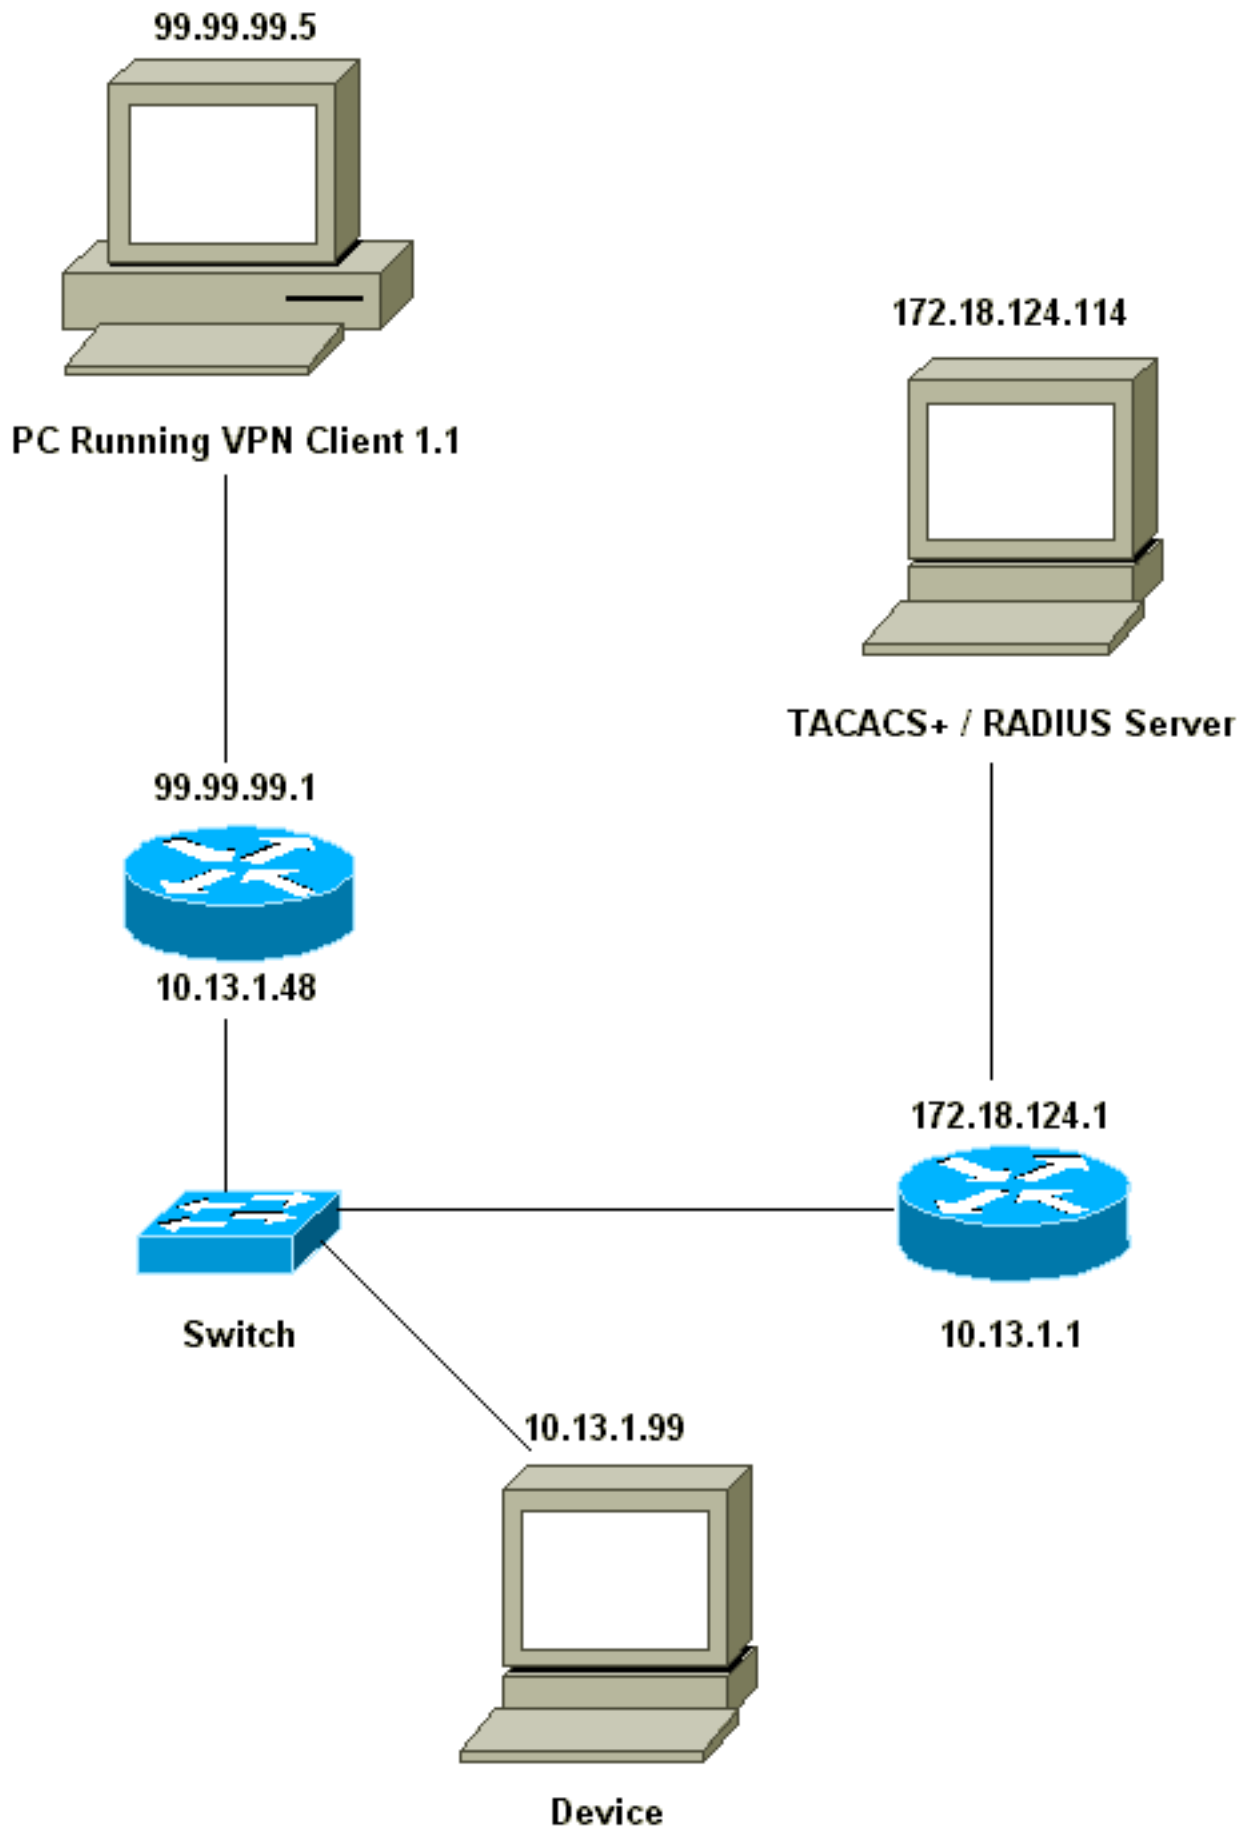 99.99.99.5
172.18.124.114
PC Running VPN Client 1.1
TACACS+ / RADIUS Server
99.99.99.1
10.13.1.48
172.18.124.1
Switch
10.13.1.1
10.13.1.99
Device